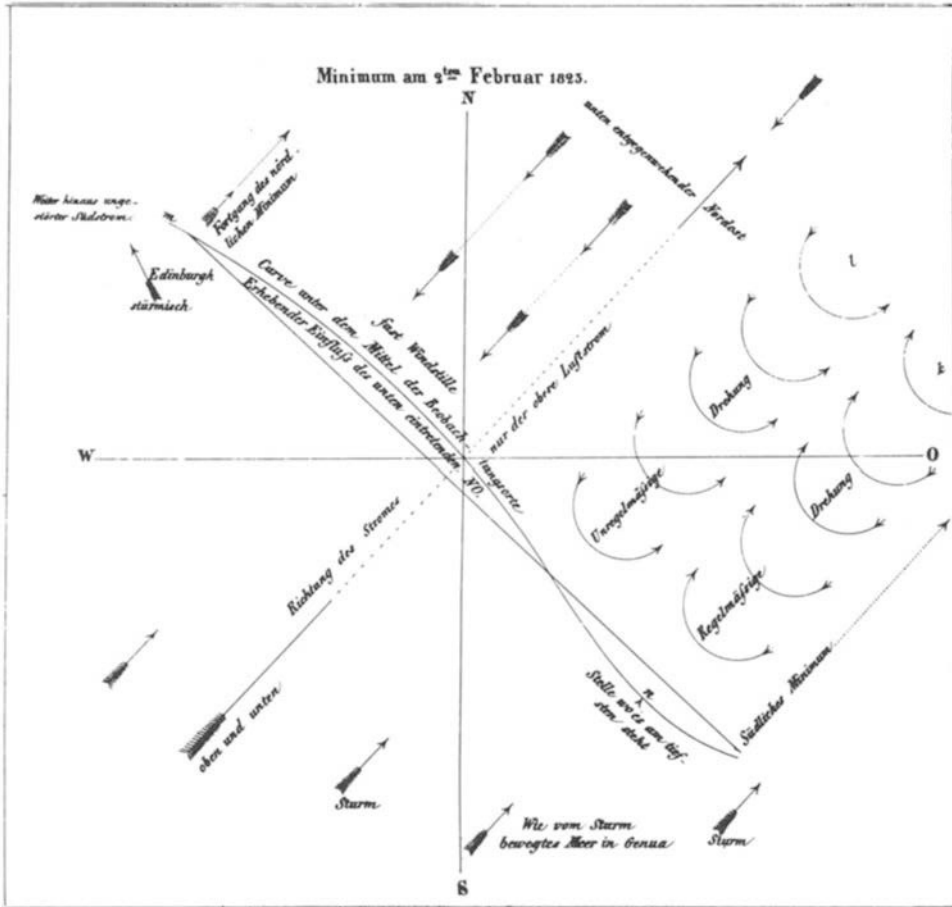 Minimum am 2ten Februar 1823.
N
unten entgegenwehender Nordost
Weiter hinaus unge-
störter Südstrom.
m
Fortgang des nörd-
lichen Minimum
Edinburgh
stürmisch
Curve unter dem Mittel der Beobach-
tungsorte
Erhebender Einfluß des unten eintretenden NO.
fast Windstille
nur der obere Luftstrom
l
k
Drehung
W
O
Unregelmässige
Drehung
Regelmäßige
Richtung des Stromes
oben und unten
n
Stelle wo es am tief-
sten steht
Südliches Minimum
Sturm
Wie vom Sturm
bewegtes Meer in Genua
Sturm
S